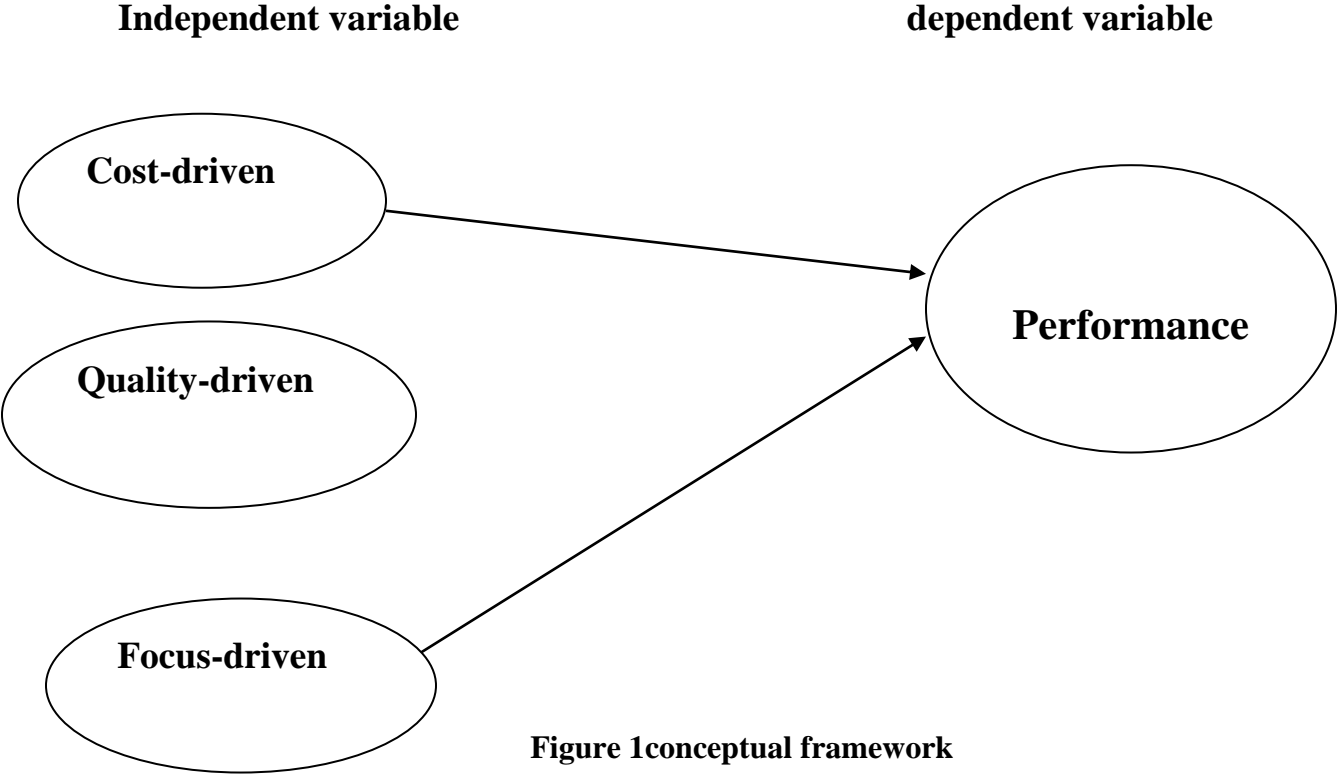 Independent variable dependent variable
Cost-driven
Performance
Quality-driven
Focus-driven
Figure 1conceptual framework